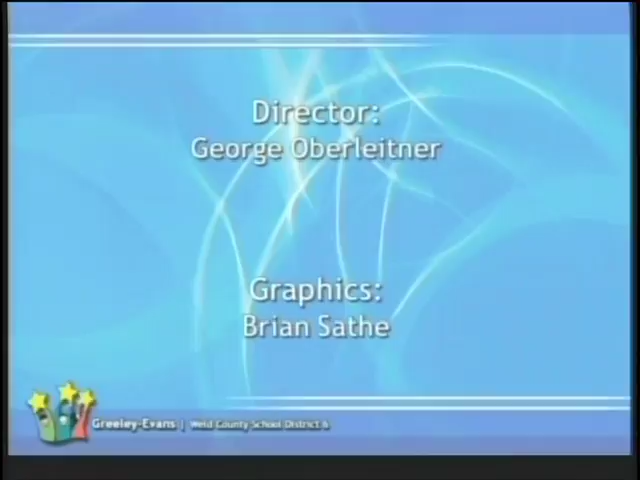 Director:
George Oberleitner
Graphics:
Brian Sathe
Greeley-Evans | Weld County School District 6